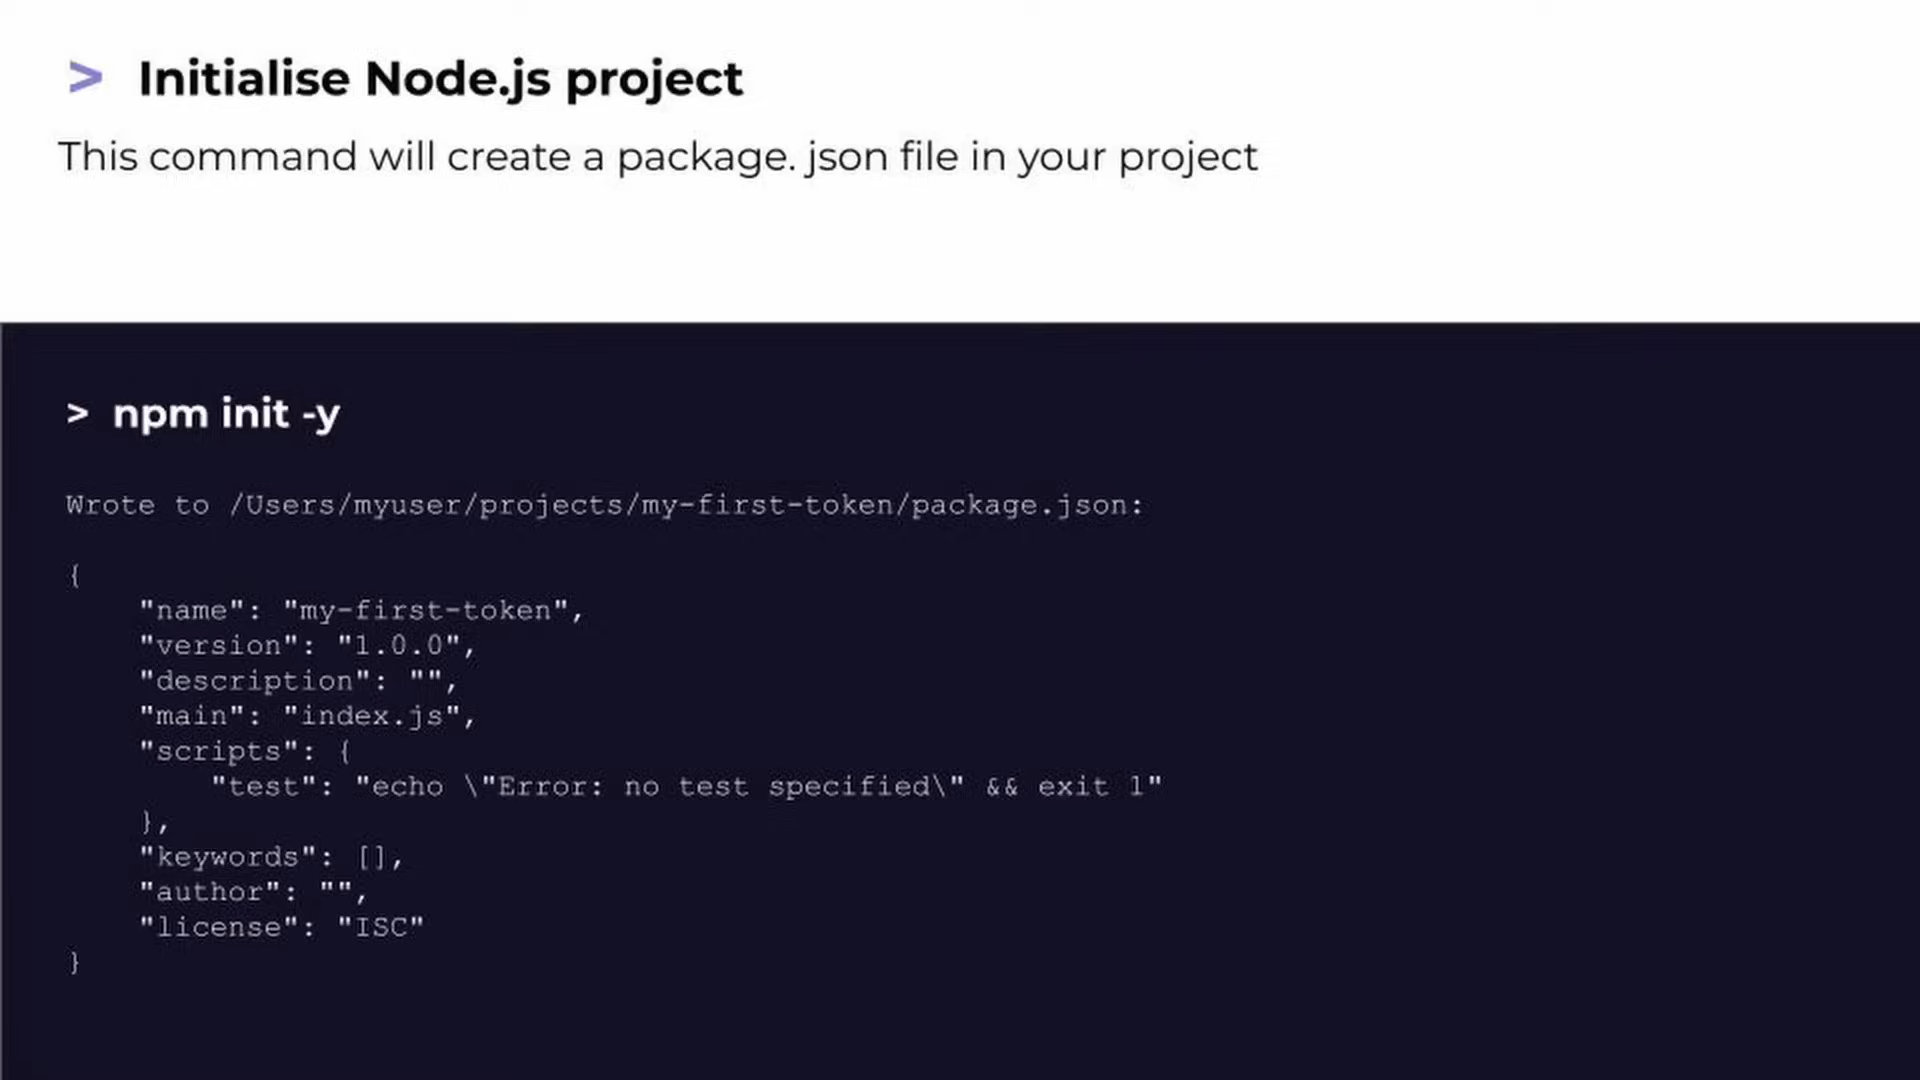 > Initialise Node.js project
This command will create a package. json file in your project
> npm init -y
Wrote to /Users/myuser/projects/my-first-token/package.json:
{
    "name": "my-first-token",
    "version": "1.0.0",
    "description": "",
    "main": "index.js",
    "scripts": {
        "test": "echo \"Error: no test specified\" && exit 1"
    },
    "keywords": [],
    "author": "",
    "license": "ISC"
}